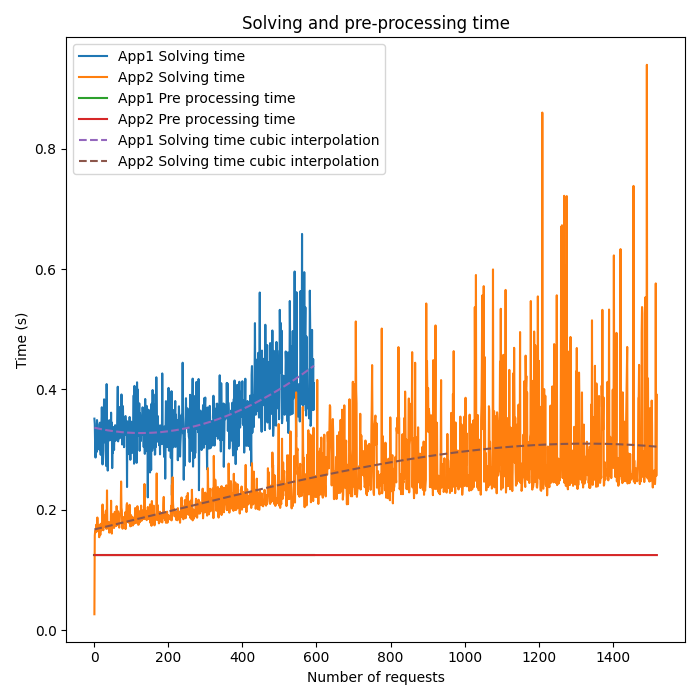 Solving and pre-processing time
App1 Solving time
App2 Solving time
App1 Pre processing time
App2 Pre processing time
App1 Solving time cubic interpolation
App2 Solving time cubic interpolation
0.8
0.6
0.4
0.2
0.0
Time (s)
0 200 400 600 800 1000 1200 1400
Number of requests